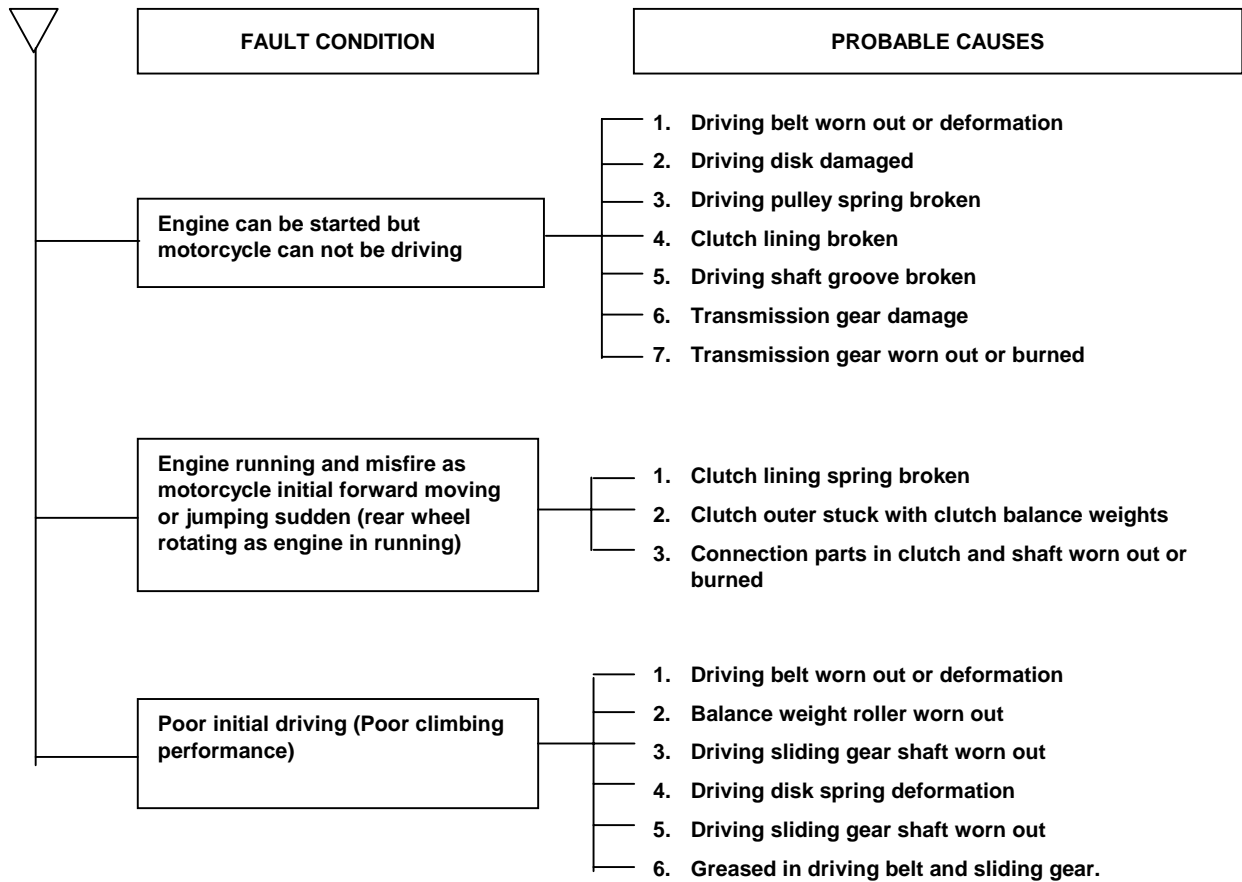 FAULT CONDITION
PROBABLE CAUSES
Engine can be started but
motorcycle can not be driving
1. Driving belt worn out or deformation
2. Driving disk damaged
3. Driving pulley spring broken
4. Clutch lining broken
5. Driving shaft groove broken
6. Transmission gear damage
7. Transmission gear worn out or burned
Engine running and misfire as
motorcycle initial forward moving
or jumping sudden (rear wheel
rotating as engine in running)
1. Clutch lining spring broken
2. Clutch outer stuck with clutch balance weights
3. Connection parts in clutch and shaft worn out or
burned
Poor initial driving (Poor climbing
performance)
1. Driving belt worn out or deformation
2. Balance weight roller worn out
3. Driving sliding gear shaft worn out
4. Driving disk spring deformation
5. Driving sliding gear shaft worn out
6. Greased in driving belt and sliding gear.